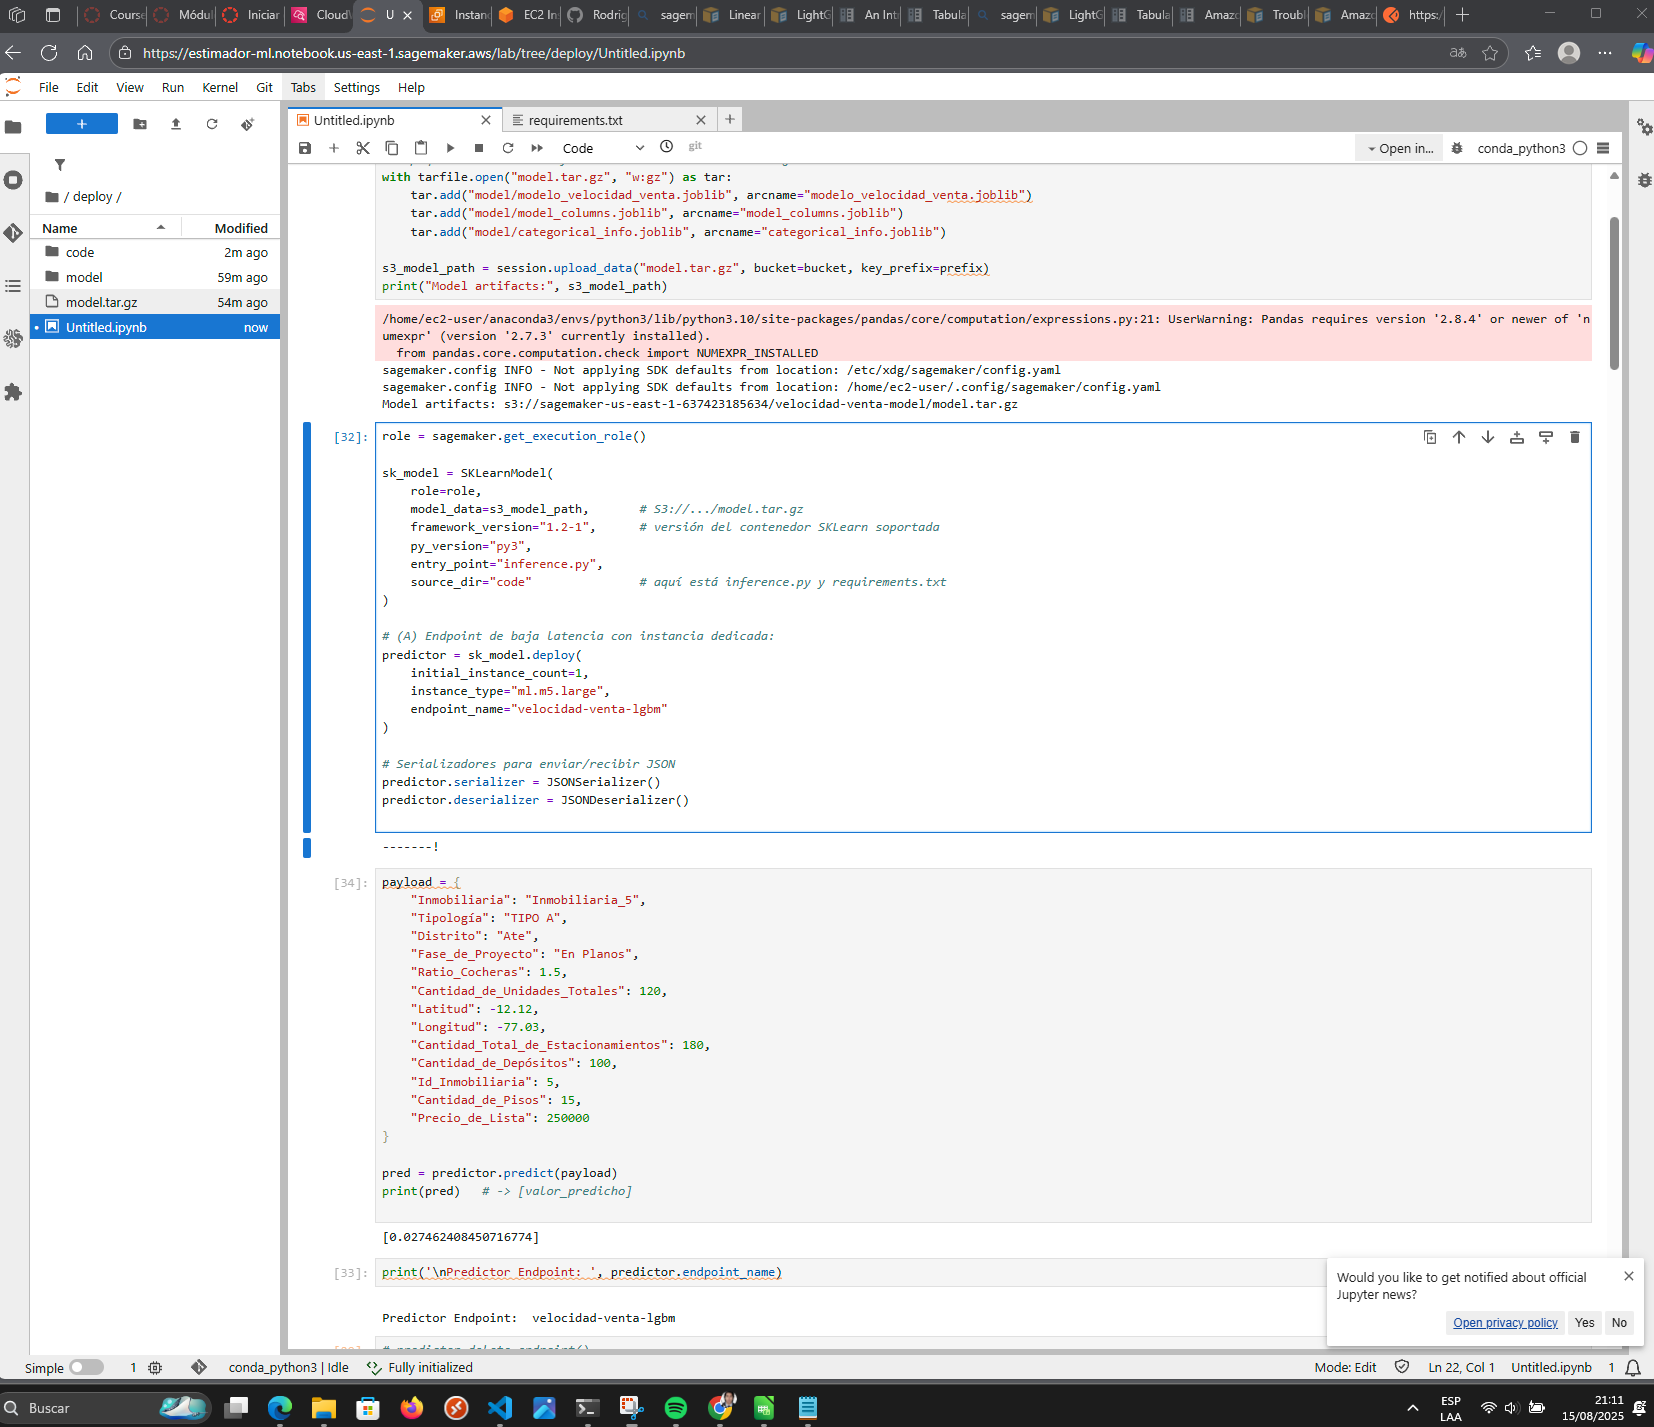 Course
Módul
Iniciar
Cloud
U
Instanc
EC2 Ins
Rodrig
sagem
Linear
LightG
An Int
Tabula
sagem
LightG
Tabula
Amazo
Troubl
Amazo
https:/
https://estimador-ml.notebook.us-east-1.sagemaker.aws/lab/tree/deploy/Untitled.ipynb
File Edit View Run Kernel Git Tabs Settings Help
Untitled.ipynb
requirements.txt
Code
git
Open in...
conda_python3
/ deploy /
Name Modified
code 2m ago
model 59m ago
model.tar.gz 54m ago
Untitled.ipynb now
with tarfile.open("model.tar.gz", "w:gz") as tar:
    tar.add("model/modelo_velocidad_venta.joblib", arcname="modelo_velocidad_venta.joblib")
    tar.add("model/model_columns.joblib", arcname="model_columns.joblib")
    tar.add("model/categorical_info.joblib", arcname="categorical_info.joblib")
s3_model_path = session.upload_data("model.tar.gz", bucket=bucket, key_prefix=prefix)
print("Model artifacts:", s3_model_path)
/home/ec2-user/anaconda3/envs/python3/lib/python3.10/site-packages/pandas/core/computation/expressions.py:21: UserWarning: Pandas requires version '2.8.4' or newer of 'n
umexpr' (version '2.7.3' currently installed).
  from pandas.core.computation.check import NUMEXPR_INSTALLED
sagemaker.config INFO - Not applying SDK defaults from location: /etc/xdg/sagemaker/config.yaml
sagemaker.config INFO - Not applying SDK defaults from location: /home/ec2-user/.config/sagemaker/config.yaml
Model artifacts: s3://sagemaker-us-east-1-637423185634/velocidad-venta-model/model.tar.gz
[32]:
role = sagemaker.get_execution_role()
sk_model = SKLearnModel(
    role=role,
    model_data=s3_model_path,       # S3://.../model.tar.gz
    framework_version="1.2-1",      # versión del contenedor SKLearn soportada
    py_version="py3",
    entry_point="inference.py",
    source_dir="code"               # aquí está inference.py y requirements.txt
)
# (A) Endpoint de baja latencia con instancia dedicada:
predictor = sk_model.deploy(
    initial_instance_count=1,
    instance_type="ml.m5.large",
    endpoint_name="velocidad-venta-lgbm"
)
# Serializadores para enviar/recibir JSON
predictor.serializer = JSONSerializer()
predictor.deserializer = JSONDeserializer()
-------!
[34]:
payload = {
    "Inmobiliaria": "Inmobiliaria_5",
    "Tipología": "TIPO A",
    "Distrito": "Ate",
    "Fase_de_Proyecto": "En Planos",
    "Ratio_Cocheras": 1.5,
    "Cantidad_de_Unidades_Totales": 120,
    "Latitud": -12.12,
    "Longitud": -77.03,
    "Cantidad_Total_de_Estacionamientos": 180,
    "Cantidad_de_Depósitos": 100,
    "Id_Inmobiliaria": 5,
    "Cantidad_de_Pisos": 15,
    "Precio_de_Lista": 250000
}
pred = predictor.predict(payload)
print(pred)   # -> [valor_predicho]
[0.027462408450716774]
[33]:
print('\nPredictor Endpoint: ', predictor.endpoint_name)
Predictor Endpoint:  velocidad-venta-lgbm
Would you like to get notified about official
Jupyter news?
Open privacy policy Yes No
Simple 1 conda_python3 | Idle Fully initialized
Mode: Edit Ln 22, Col 1 Untitled.ipynb 1
Buscar
ESP
LAA
21:11
15/08/2025